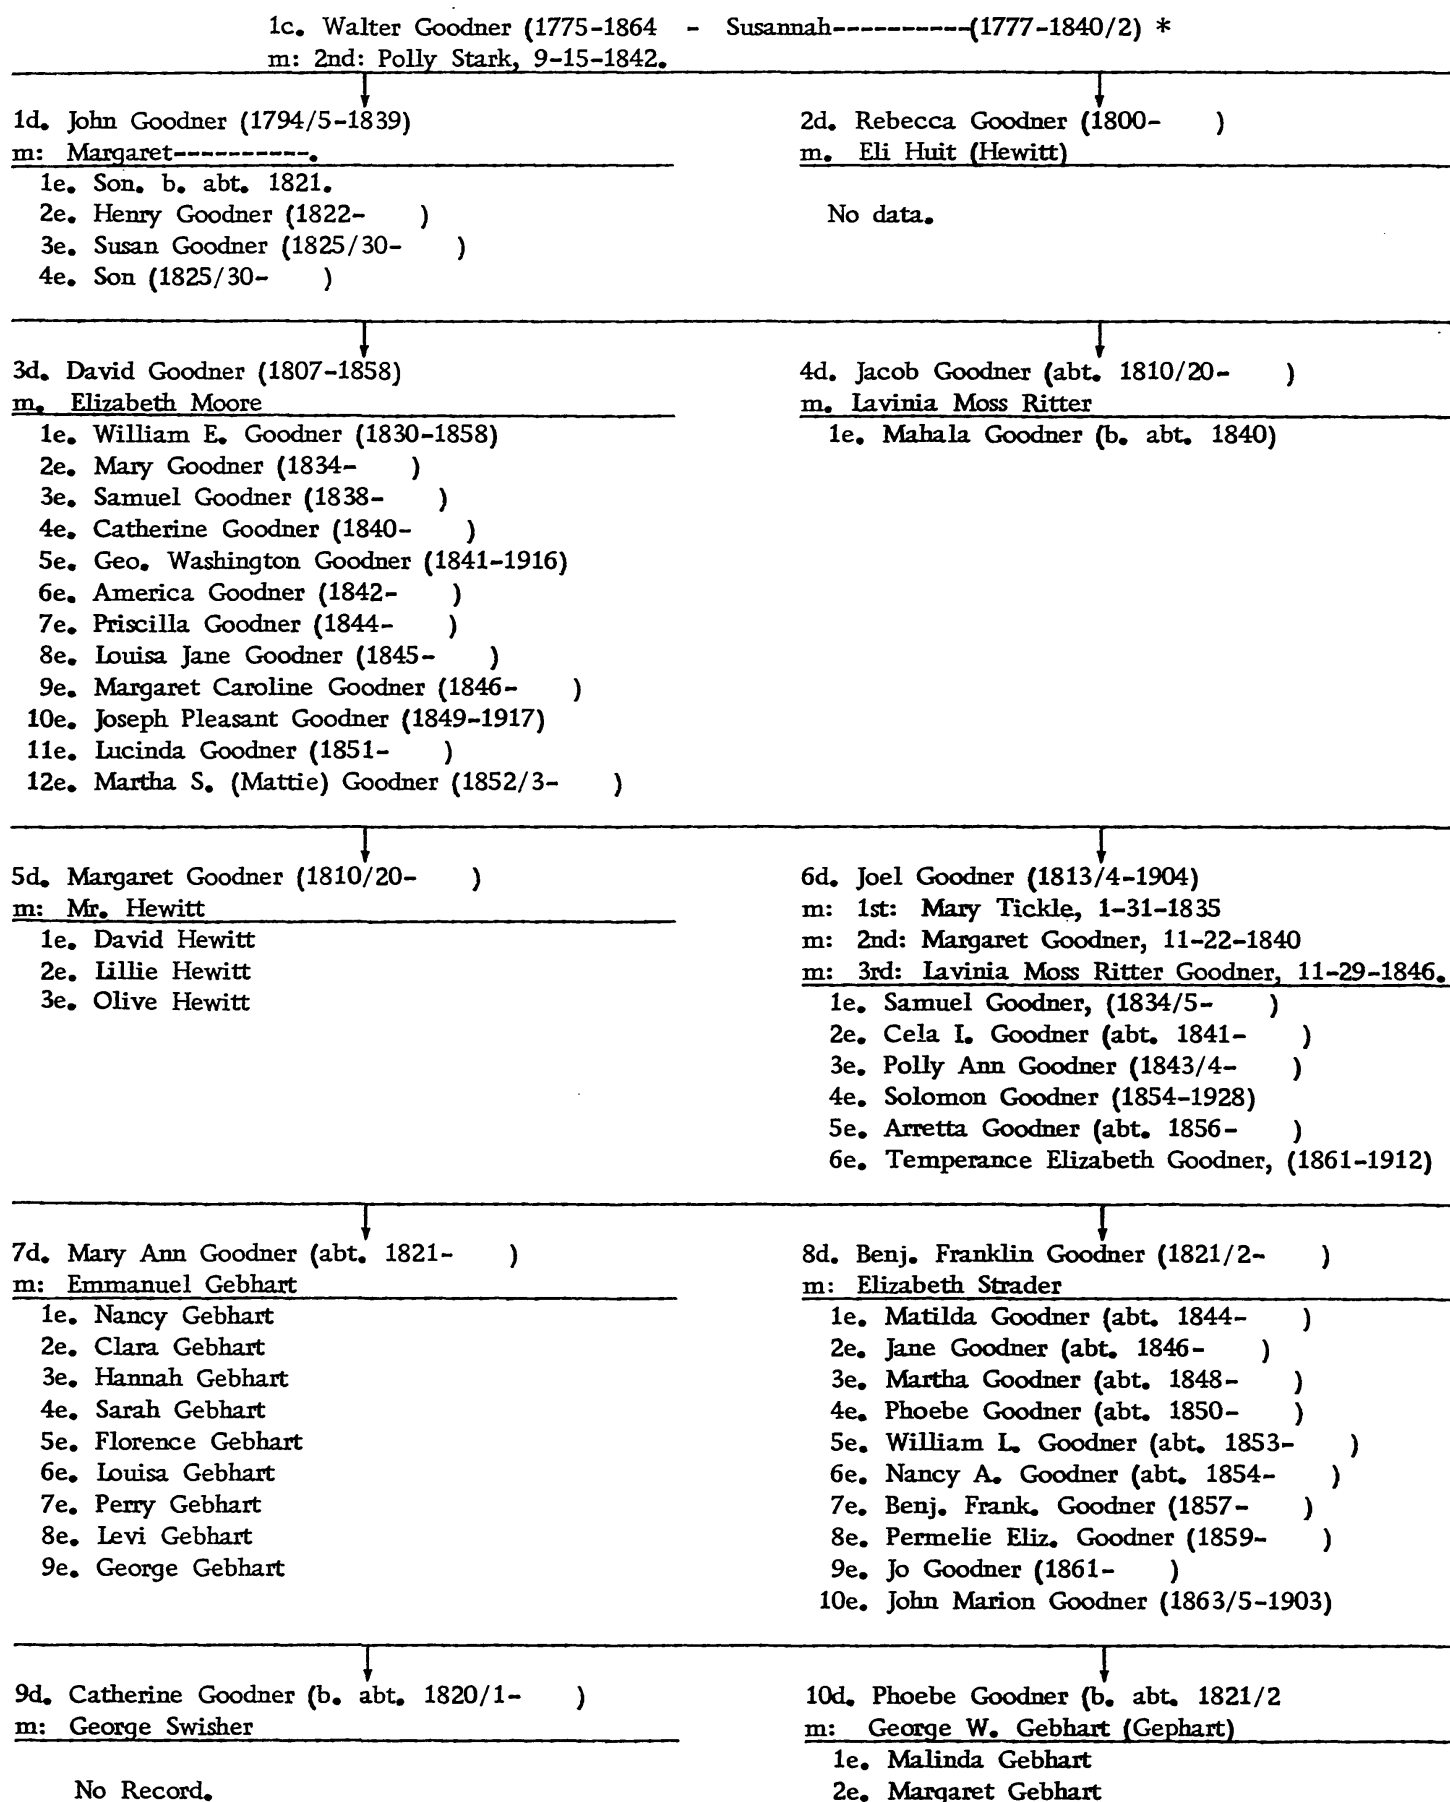 1c. Walter Goodner (1775-1864 - Susannah----------(1777-1840/2) *
m: 2nd: Polly Stark, 9-15-1842.
1d. John Goodner (1794/5-1839)
m: Margaret----------.
1e. Son. b. abt. 1821.
2e. Henry Goodner (1822- )
3e. Susan Goodner (1825/30- )
4e. Son (1825/30- )
2d. Rebecca Goodner (1800- )
m. Eli Huit (Hewitt)
No data.
3d. David Goodner (1807-1858)
m. Elizabeth Moore
1e. William E. Goodner (1830-1858)
2e. Mary Goodner (1834- )
3e. Samuel Goodner (1838- )
4e. Catherine Goodner (1840- )
5e. Geo. Washington Goodner (1841-1916)
6e. America Goodner (1842- )
7e. Priscilla Goodner (1844- )
8e. Louisa Jane Goodner (1845- )
9e. Margaret Caroline Goodner (1846- )
10e. Joseph Pleasant Goodner (1849-1917)
11e. Lucinda Goodner (1851- )
12e. Martha S. (Mattie) Goodner (1852/3- )
4d. Jacob Goodner (abt. 1810/20- )
m. Lavinia Moss Ritter
1e. Mahala Goodner (b. abt. 1840)
5d. Margaret Goodner (1810/20- )
m: Mr. Hewitt
1e. David Hewitt
2e. Lillie Hewitt
3e. Olive Hewitt
6d. Joel Goodner (1813/4-1904)
m: 1st: Mary Tickle, 1-31-1835
m: 2nd: Margaret Goodner, 11-22-1840
m: 3rd: Lavinia Moss Ritter Goodner, 11-29-1846.
1e. Samuel Goodner, (1834/5- )
2e. Cela I. Goodner (abt. 1841- )
3e. Polly Ann Goodner (1843/4- )
4e. Solomon Goodner (1854-1928)
5e. Arretta Goodner (abt. 1856- )
6e. Temperance Elizabeth Goodner, (1861-1912)
7d. Mary Ann Goodner (abt. 1821- )
m: Emmanuel Gebhart
1e. Nancy Gebhart
2e. Clara Gebhart
3e. Hannah Gebhart
4e. Sarah Gebhart
5e. Florence Gebhart
6e. Louisa Gebhart
7e. Perry Gebhart
8e. Levi Gebhart
9e. George Gebhart
8d. Benj. Franklin Goodner (1821/2- )
m: Elizabeth Strader
1e. Matilda Goodner (abt. 1844- )
2e. Jane Goodner (abt. 1846- )
3e. Martha Goodner (abt. 1848- )
4e. Phoebe Goodner (abt. 1850- )
5e. William L. Goodner (abt. 1853- )
6e. Nancy A. Goodner (abt. 1854- )
7e. Benj. Frank. Goodner (1857- )
8e. Permelie Eliz. Goodner (1859- )
9e. Jo Goodner (1861- )
10e. John Marion Goodner (1863/5-1903)
9d. Catherine Goodner (b. abt. 1820/1- )
m: George Swisher
No Record.
10d. Phoebe Goodner (b. abt. 1821/2
m: George W. Gebhart (Gephart)
1e. Malinda Gebhart
2e. Margaret Gebhart